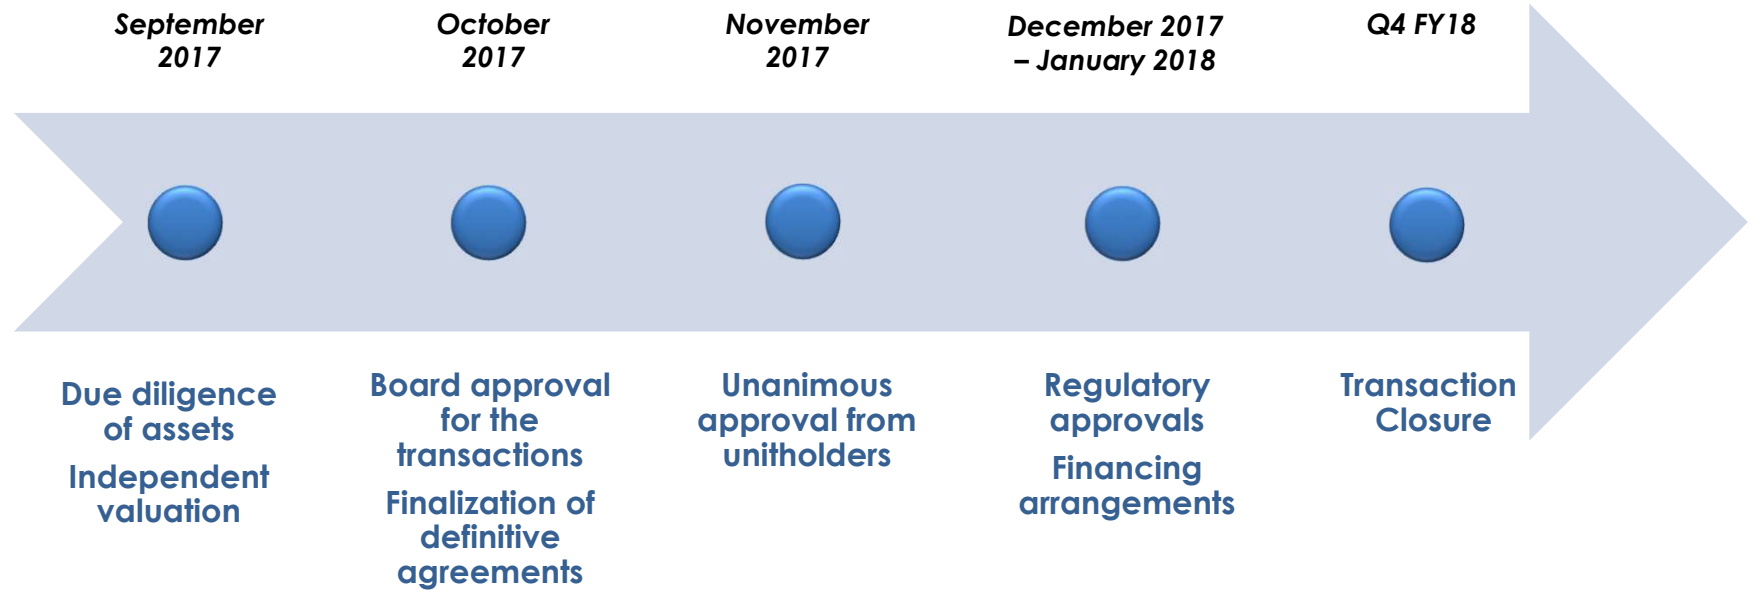 September
2017
October
2017
November
2017
December 2017
– January 2018
Q4 FY18
Due diligence
of assets
Independent
valuation
Board approval
for the
transactions
Finalization of
definitive
agreements
Unanimous
approval from
unitholders
Regulatory
approvals
Financing
arrangements
Transaction
Closure